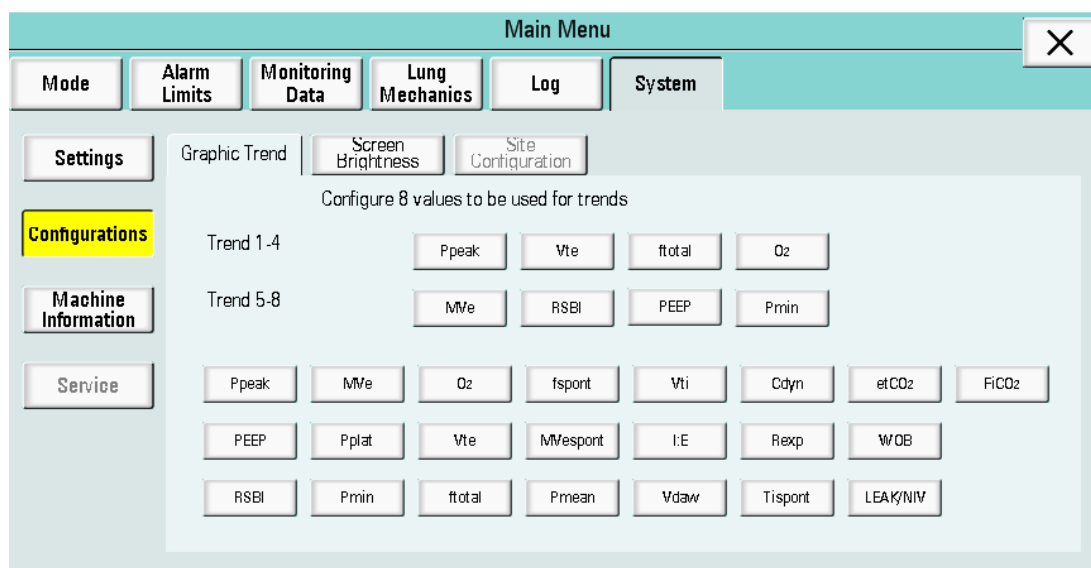 Main Menu
Mode
Alarm
Limits
Monitoring
Data
Lung
Mechanics
Log
System
Settings
Graphic Trend
Screen
Brightness
Site
Configuration
Configure 8 values to be used for trends
Configurations
Trend 1-4
Ppeak
Vte
ftotal
O₂
Machine
Information
Trend 5-8
MVe
RSBI
PEEP
Pmin
Service
Ppeak
MVe
O₂
fspont
Vti
Cdyn
etCO₂
FiCO₂
PEEP
Pplat
Vte
MVespont
I:E
Rexp
WOB
RSBI
Pmin
ftotal
Pmean
Vdaw
Tispont
LEAK/NIV